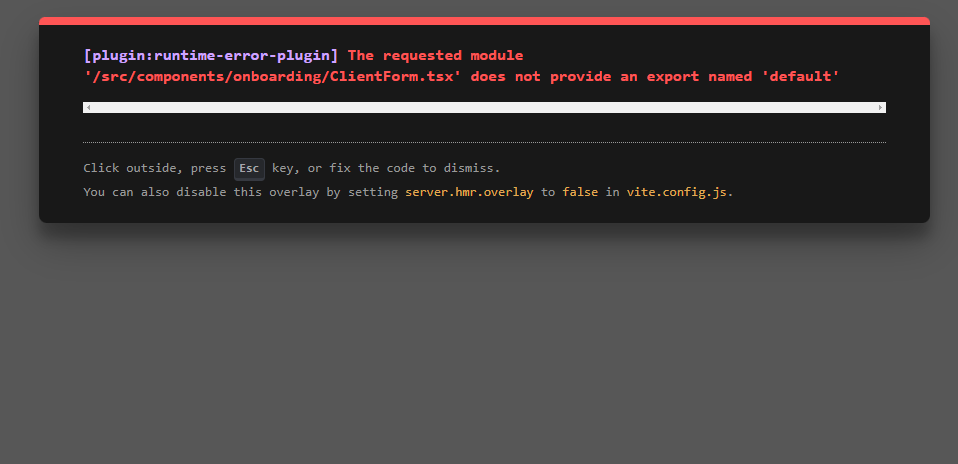 [plugin:runtime-error-plugin] The requested module
'/src/components/onboarding/ClientForm.tsx' does not provide an export named 'default'
Click outside, press Esc key, or fix the code to dismiss.
You can also disable this overlay by setting server.hmr.overlay to false in vite.config.js.